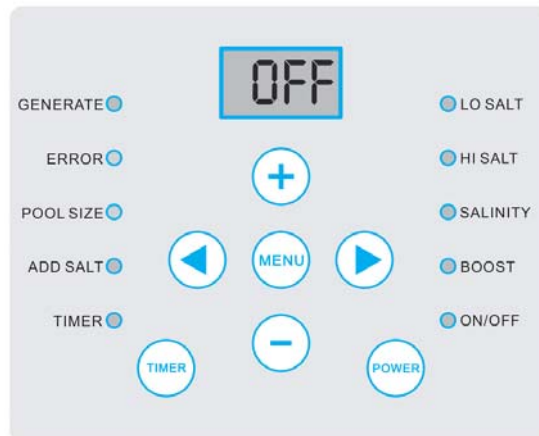 OFF
GENERATE
ERROR
POOL SIZE
ADD SALT
TIMER
+
MENU
−
TIMER
POWER
LO SALT
HI SALT
SALINITY
BOOST
ON/OFF